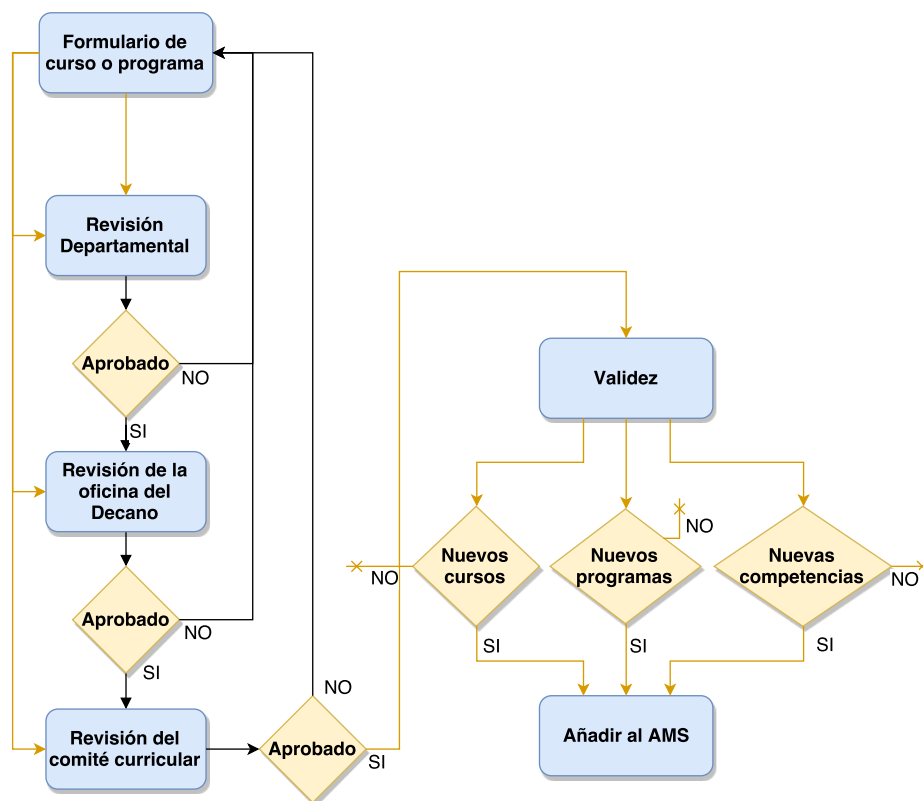 Formulario de
curso o programa
Revisión
Departamental
Aprobado
NO
SI
Revisión de la
oficina del
Decano
Aprobado
NO
SI
Revisión del
comité curricular
Aprobado
NO
SI
Validez
Nuevos
cursos
NO
SI
Nuevos
programas
NO
SI
Nuevas
competencias
NO
SI
Añadir al AMS